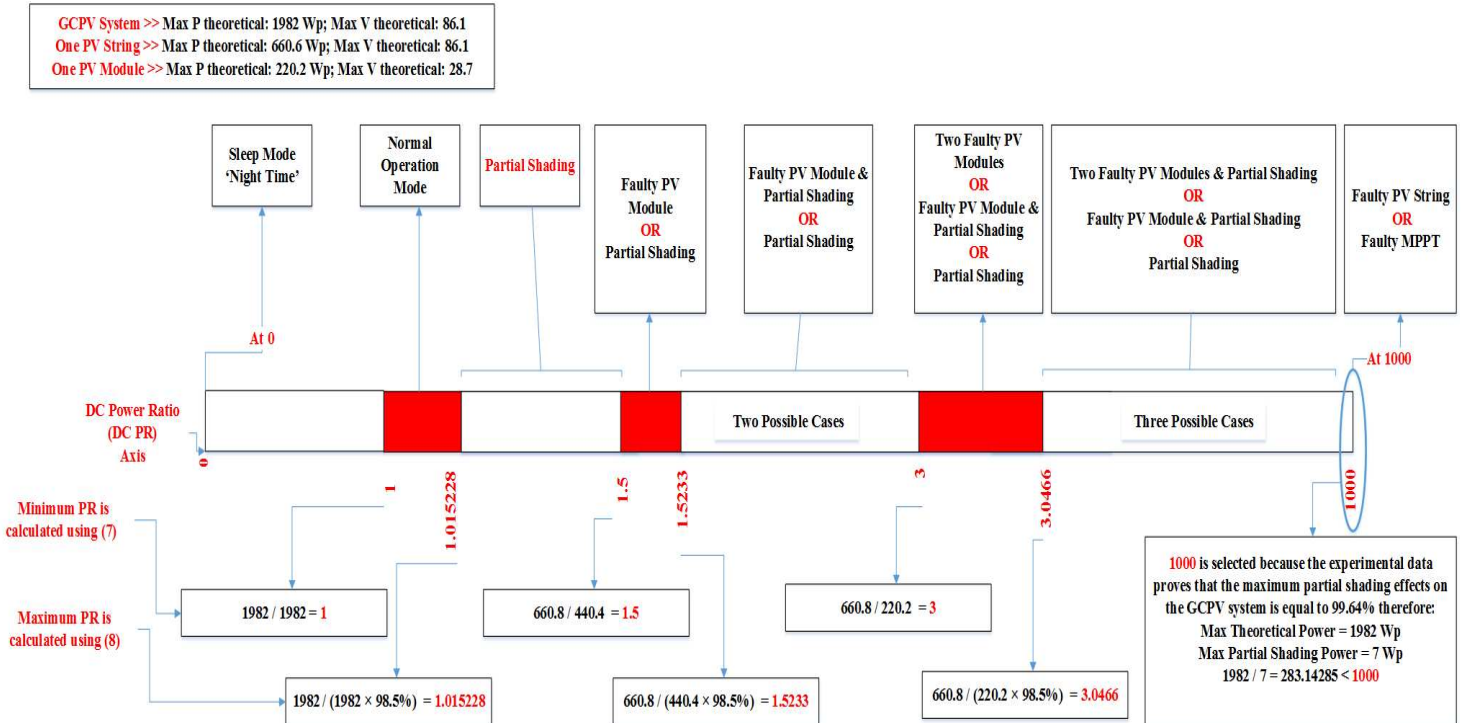 GCPV System >> Max P theoretical: 1982 Wp; Max V theoretical: 86.1
One PV String >> Max P theoretical: 660.6 Wp; Max V theoretical: 86.1
One PV Module >> Max P theoretical: 220.2 Wp; Max V theoretical: 28.7
Sleep Mode
‘Night Time’
Normal
Operation
Mode
Partial Shading
Faulty PV
Module
OR
Partial Shading
Faulty PV Module &
Partial Shading
OR
Partial Shading
Two Faulty PV
Modules
OR
Faulty PV Module &
Partial Shading
OR
Partial Shading
Two Faulty PV Modules & Partial Shading
OR
Faulty PV Module & Partial Shading
OR
Partial Shading
Faulty PV String
OR
Faulty MPPT
At 0
At 1000
DC Power Ratio
(DC PR)
Axis
Two Possible Cases
Three Possible Cases
0
1
1.015228
1.5
1.5233
3
3.0466
1000
Minimum PR is
calculated using (7)
Maximum PR is
calculated using (8)
1982 / 1982 = 1
660.8 / 440.4 = 1.5
660.8 / 220.2 = 3
1982 / (1982 × 98.5%) = 1.015228
660.8 / (440.4 × 98.5%) = 1.5233
660.8 / (220.2 × 98.5%) = 3.0466
1000 is selected because the experimental data
proves that the maximum partial shading effects on
the GCPV system is equal to 99.64% therefore:
Max Theoretical Power = 1982 Wp
Max Partial Shading Power = 7 Wp
1982 / 7 = 283.14285 < 1000